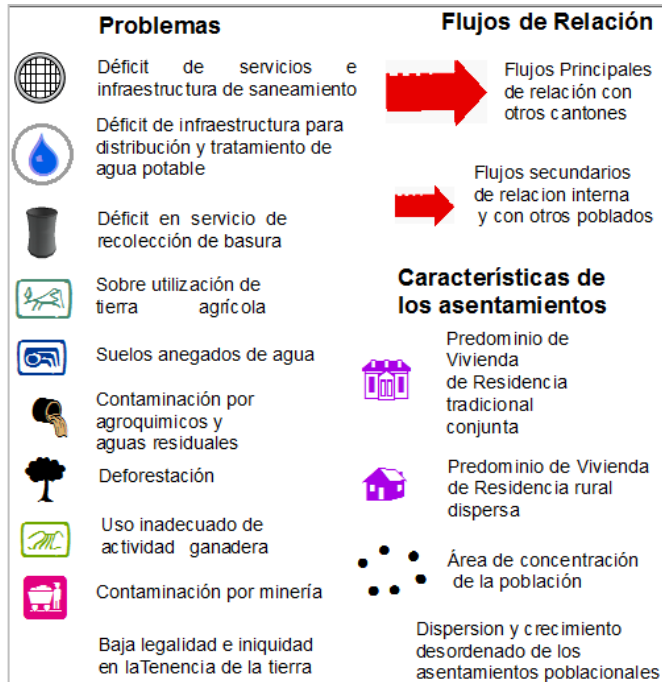 Problemas
Déficit de servicios e
infraestructura de saneamiento
Déficit de infraestructura para
distribución y tratamiento de
agua potable
Déficit en servicio de
recolección de basura
Sobre utilización de
tierra agrícola
Suelos anegados de agua
Contaminación por
agroquimicos y
aguas residuales
Deforestación
Uso inadecuado de
actividad ganadera
Contaminación por minería
Baja legalidad e iniquidad
en laTenencia de la tierra
Flujos de Relación
Flujos Principales
de relación con
otros cantones
Flujos secundarios
de relacion interna
y con otros poblados
Características de
los asentamientos
Predominio de
Vivienda
de Residencia
tradicional
conjunta
Predominio de Vivienda
de Residencia rural
dispersa
Área de concentración
de la población
Dispersion y crecimiento
desordenado de los
asentamientos poblacionales